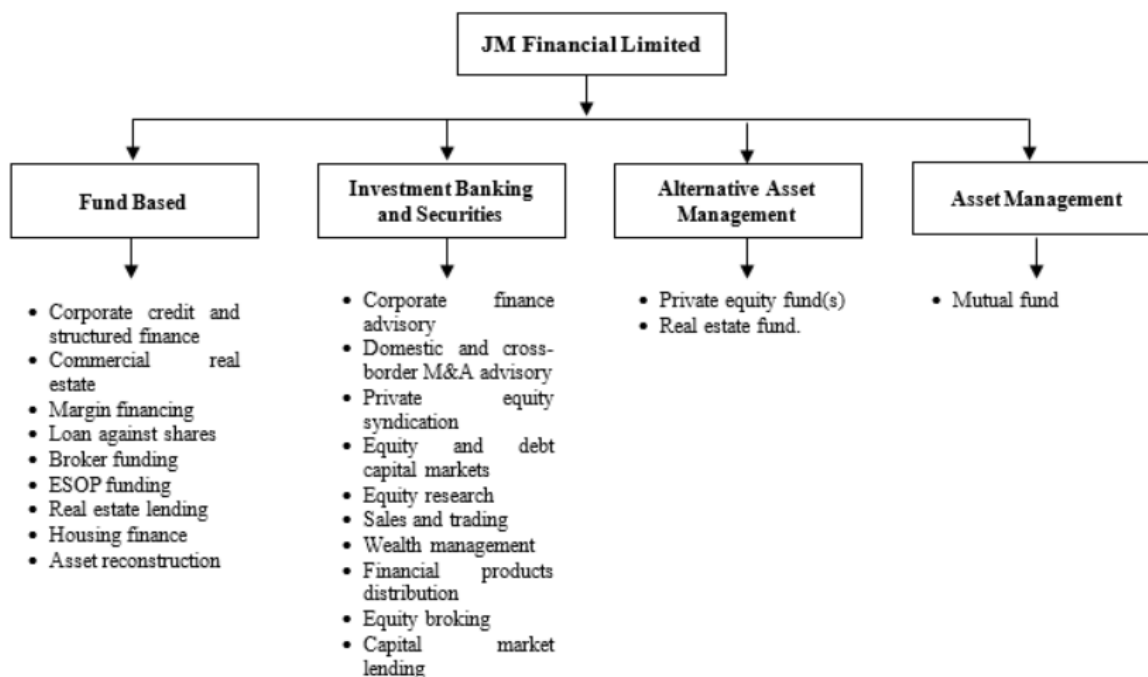 JM Financial Limited
Fund Based
Investment Banking
and Securities
Alternative Asset
Management
Asset Management
• Corporate credit and
structured finance
• Commercial real
estate
• Margin financing
• Loan against shares
• Broker funding
• ESOP funding
• Real estate lending
• Housing finance
• Asset reconstruction
• Corporate finance
advisory
• Domestic and cross-
border M&A advisory
• Private equity
syndication
• Equity and debt
capital markets
• Equity research
• Sales and trading
• Wealth management
• Financial products
distribution
• Equity broking
• Capital market
lending
• Private equity fund(s)
• Real estate fund.
• Mutual fund